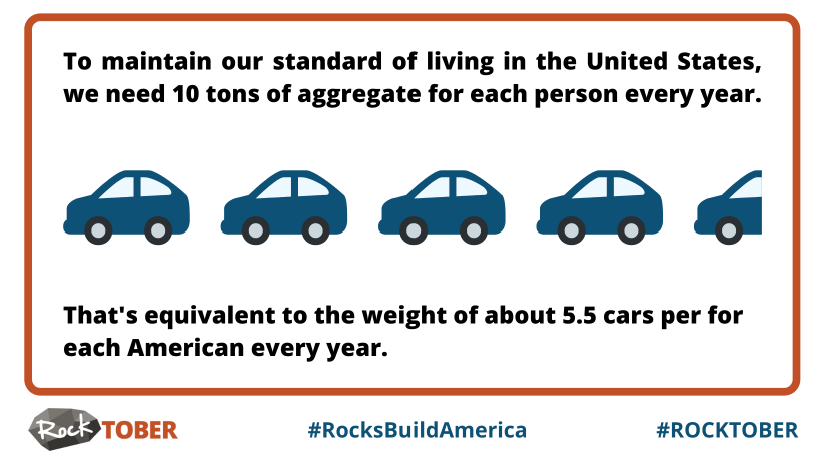 To maintain our standard of living in the United States,
we need 10 tons of aggregate for each person every year.
That's equivalent to the weight of about 5.5 cars per for
each American every year.
Rock TOBER
#RocksBuildAmerica
#ROCKTOBER